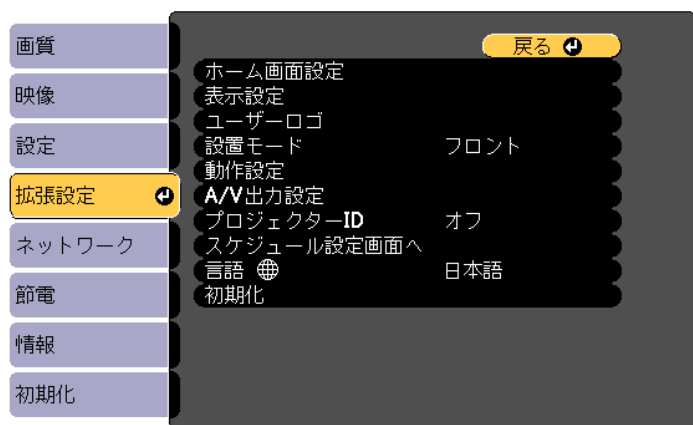 画質
映像
設定
拡張設定
ネットワーク
節電
情報
初期化
戻る
ホーム画面設定
表示設定
ユーザーロゴ
設置モード フロント
動作設定
A/V出力設定
プロジェクターID オフ
スケジュール設定画面へ
言語 日本語
初期化